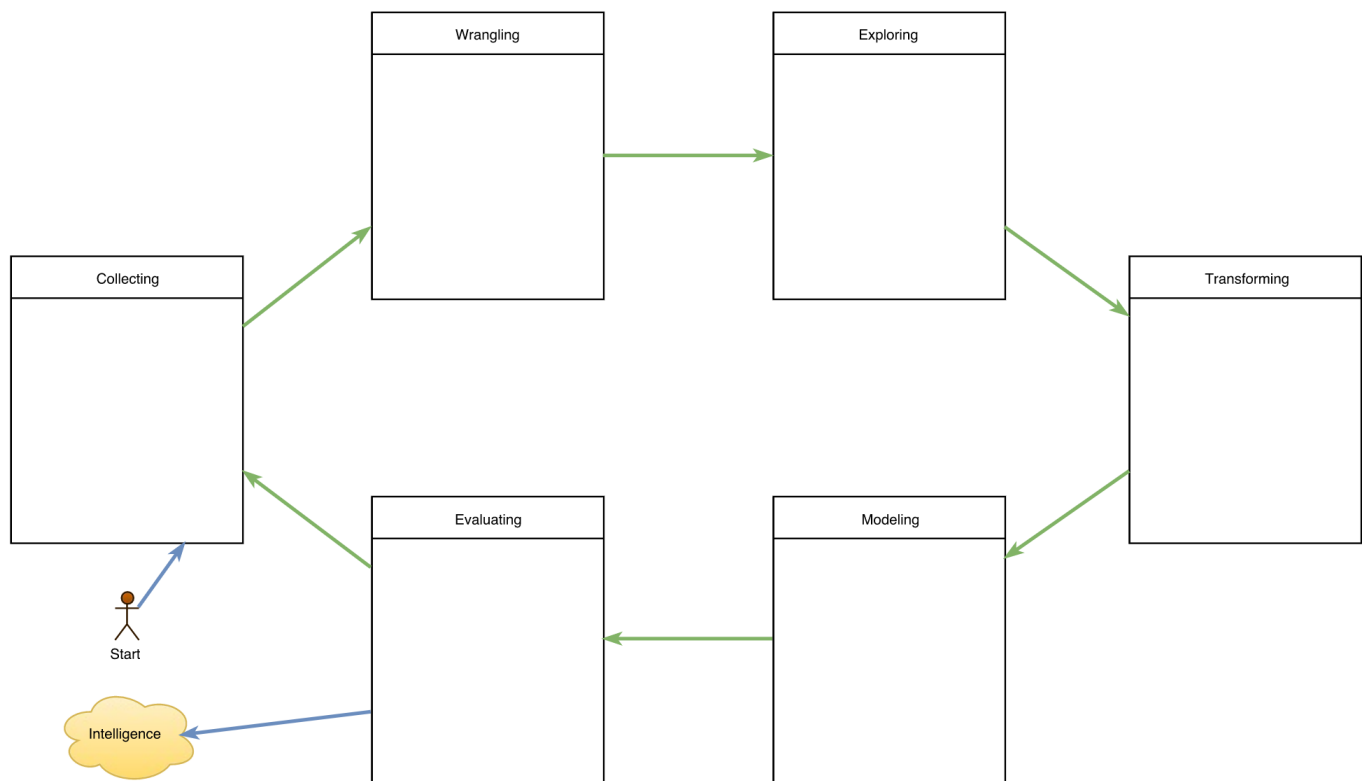 Wrangling
Exploring
Collecting
Transforming
Evaluating
Modeling
Start
Intelligence